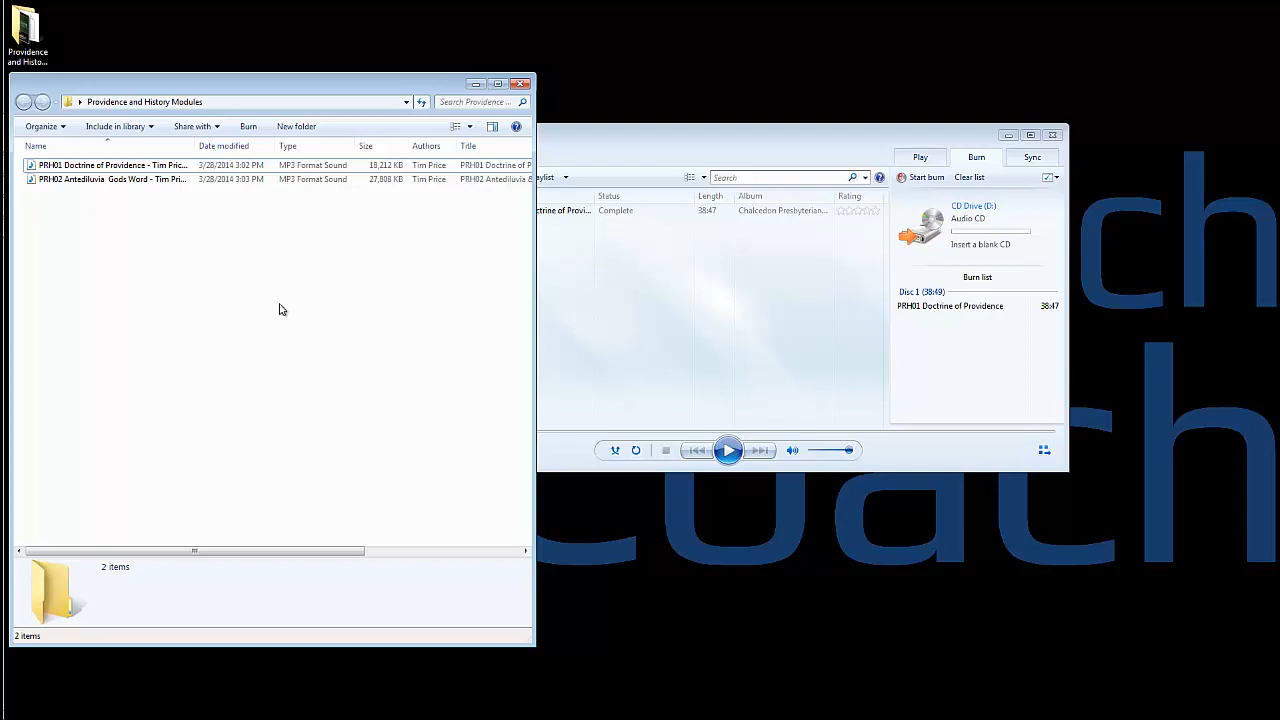 Providence
and Histo...
Providence and History Modules
Search Providence ...
Organize
Include in library
Share with
Burn
New folder
Name
Date modified
Type
Size
Authors
Title
PRH01 Doctrine of Providence - Tim Pric...
3/28/2014 3:02 PM
MP3 Format Sound
18,212 KB
Tim Price
PRH01 Doctrine of P
PRH02 Antediluvia Gods Word - Tim Pri...
3/28/2014 3:03 PM
MP3 Format Sound
27,808 KB
Tim Price
PRH02 Antediluvia &
2 items
2 items
Play
Burn
Sync
aylist
Search
Start burn
Clear list
Status
Length
Album
Rating
ctrine of Provi...
Complete
38:47
Chalcedon Presbyterian...
CD Drive (D:)
Audio CD
Insert a blank CD
Burn list
Disc 1 (38:49)
PRH01 Doctrine of Providence
38:47
ch
Coach